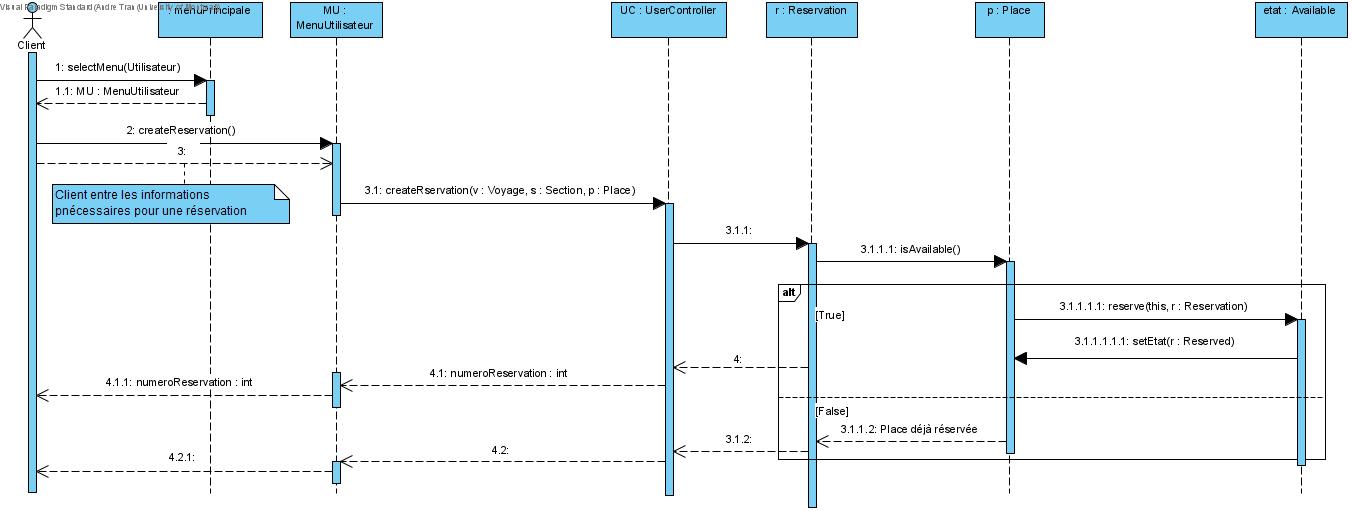 Visual Paradigm Standard (Andre Trau (University of
: menuPrincipale
MU :
MenuUtilisateur
UC : UserController
r : Reservation
p : Place
etat : Available
Client
1: selectMenu(Utilisateur)
1.1: MU : MenuUtilisateur
2: createReservation()
3:
Client entre les informations
pnécessaires pour une réservation
3.1: createRservation(v : Voyage, s : Section, p : Place)
3.1.1:
3.1.1.1: isAvailable()
alt
[True]
3.1.1.1.1: reserve(this, r : Reservation)
3.1.1.1.1.1: setEtat(r : Reserved)
4:
4.1: numeroReservation : int
4.1.1: numeroReservation : int
[False]
3.1.1.2: Place déjà réservée
3.1.2:
4.2:
4.2.1: